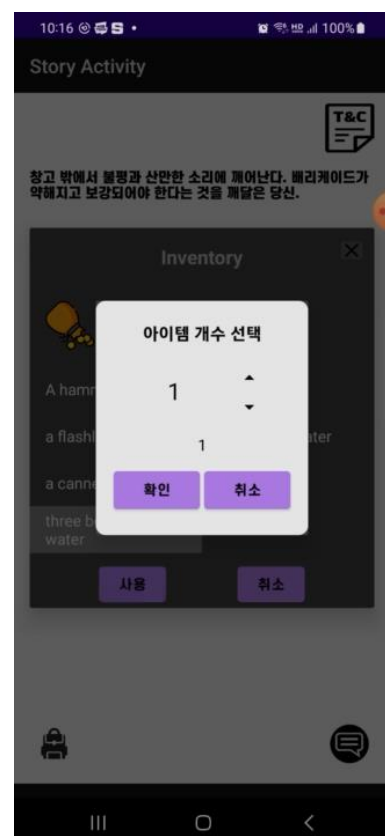 10:16
100%
Story Activity
T&C
창고 밖에서 불평과 산만한 소리에 깨어난다. 배리케이드가
약해지고 보강되어야 한다는 것을 깨달은 당신.
Inventory
아이템 개수 선택
1
1
확인 취소
A hamm
a flashl
ater
a canne
three b
water
사용 취소